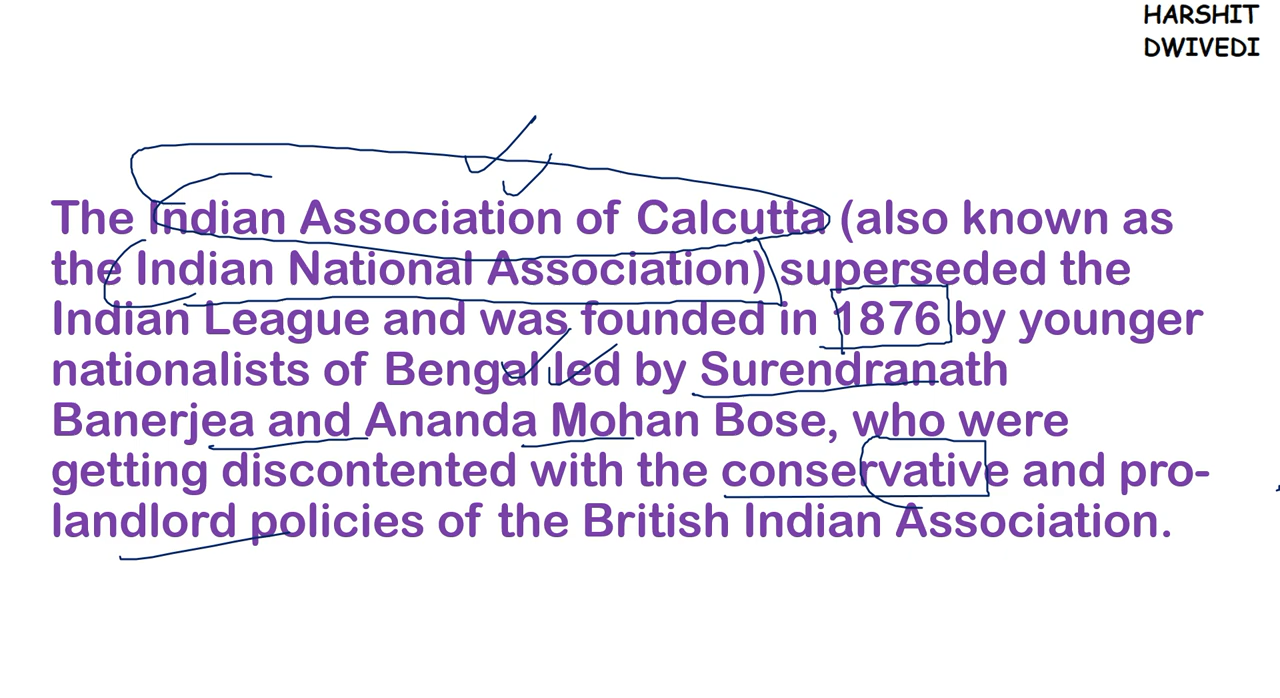 HARSHIT
DWIVEDI
The Indian Association of Calcutta (also known as
the Indian National Association) superseded the
Indian League and was founded in 1876 by younger
nationalists of Bengal led by Surendranath
Banerjea and Ananda Mohan Bose, who were
getting discontented with the conservative and pro-
landlord policies of the British Indian Association.